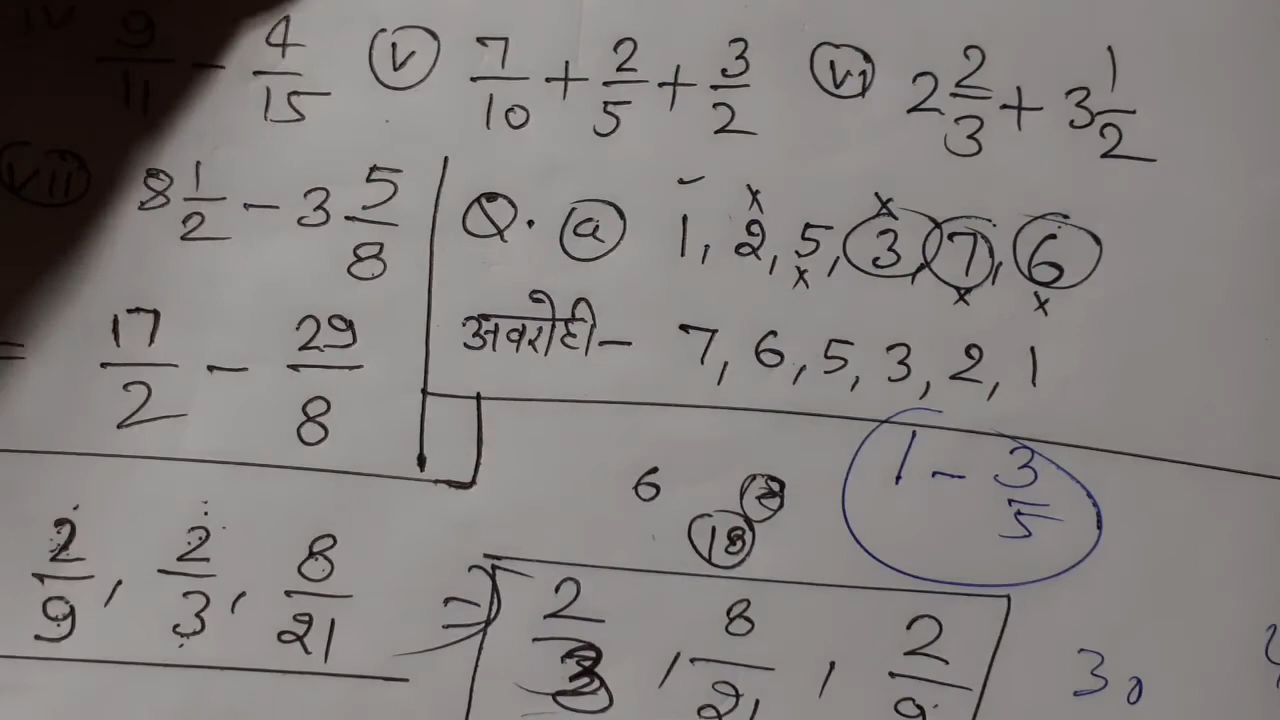 iv 9/11 - 4/15 (v) 7/10 + 2/5 + 3/2 (vi) 2 2/3 + 3 1/2
(vii) 8 1/2 - 3 5/8
= 17/2 - 29/8
Q. (a) 1, 2, 5, 3, 7, 6
अवरोही - 7, 6, 5, 3, 2, 1
1 - 3/5
6
18
2/9, 2/3, 8/21 => 2/3, 8/21, 2/9
3,